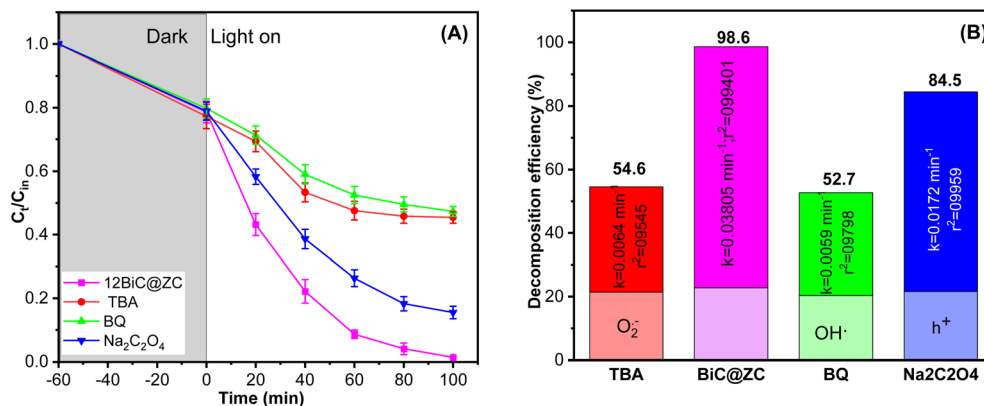 Dark
Light on
(A)
Cₜ/Cᵢₙ
1.0
0.8
0.6
0.4
0.2
0.0
12BiC@ZC
TBA
BQ
Na₂C₂O₄
-60
-40
-20
0
20
40
60
80
100
Time (min)
(B)
Decomposition efficiency (%)
100
80
60
40
20
0
54.6
k=0.0064 min⁻¹
r²=09545
O₂·⁻
TBA
98.6
k=0.03805 min⁻¹;r²=099401
BiC@ZC
52.7
k=0.0059 min⁻¹
r²=09798
OH·
BQ
84.5
k=0.0172 min⁻¹
r²=09959
h⁺
Na2C2O4